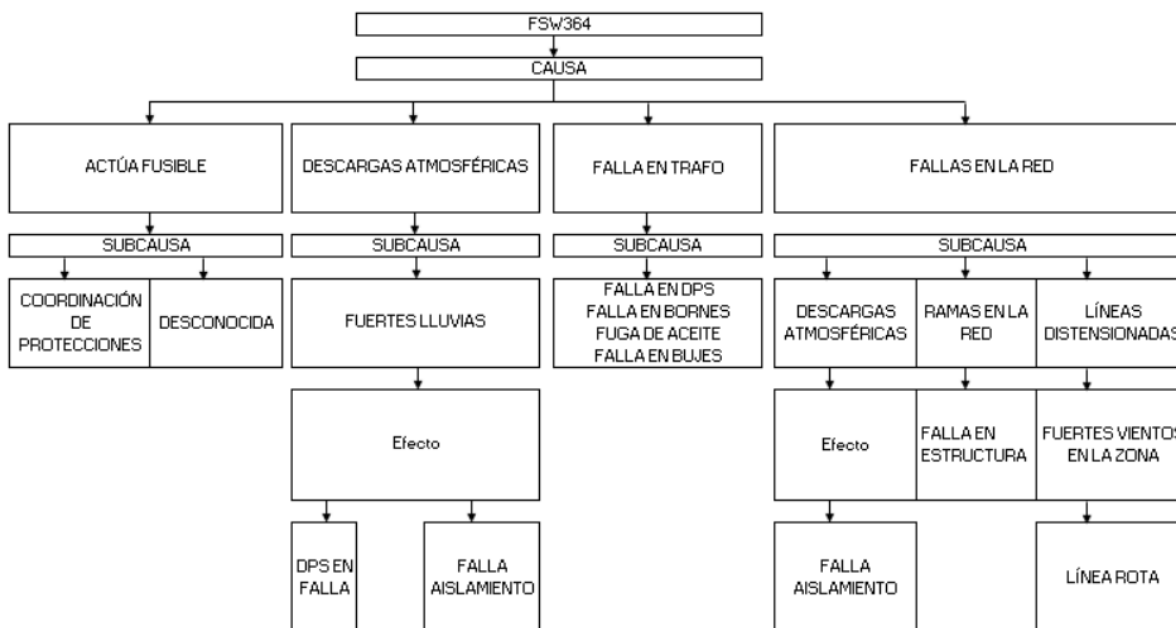 FSW364
CAUSA
ACTÚA FUSIBLE
DESCARGAS ATMOSFÉRICAS
FALLA EN TRAFO
FALLAS EN LA RED
SUBCAUSA
SUBCAUSA
SUBCAUSA
SUBCAUSA
COORDINACIÓN
DE
PROTECCIONES
DESCONOCIDA
FUERTES LLUVIAS
FALLA EN DPS
FALLA EN BORNES
FUGA DE ACEITE
FALLA EN BUJES
DESCARGAS
ATMOSFÉRICAS
RAMAS EN LA
RED
LÍNEAS
DISTENSIONADAS
Efecto
Efecto
FALLA EN
ESTRUCTURA
FUERTES VIENTOS
EN LA ZONA
DPS EN
FALLA
FALLA
AISLAMIENTO
FALLA
AISLAMIENTO
LÍNEA ROTA